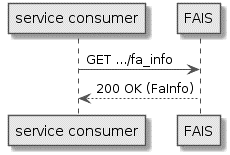 service consumer FAIS
GET .../fa_info
200 OK (FaInfo)
service consumer FAIS